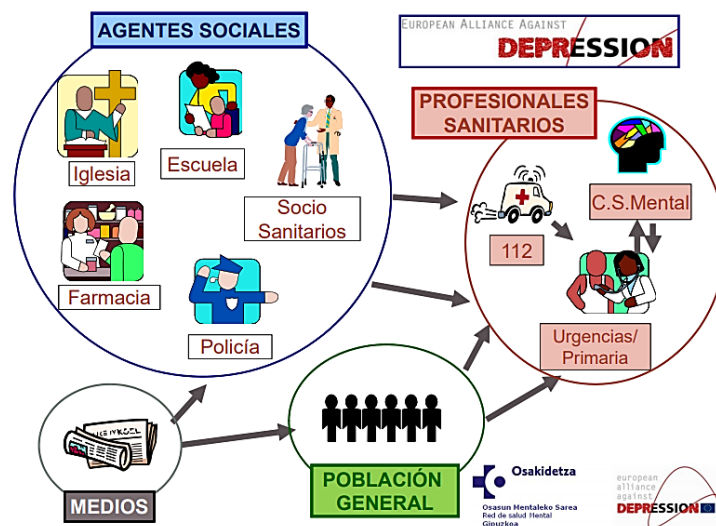 AGENTES SOCIALES
EUROPEAN ALLIANCE AGAINST
DEPRESSION
PROFESIONALES
SANITARIOS
Iglesia
Escuela
Socio
Sanitarios
Farmacia
Policía
C.S.Mental
112
Urgencias/
Primaria
MEDIOS
POBLACIÓN
GENERAL
Osakidetza
Osasun Mentaleko Sarea
Red de salud Mental
Gipuzkoa
european
alliance
against
DEPRESSION